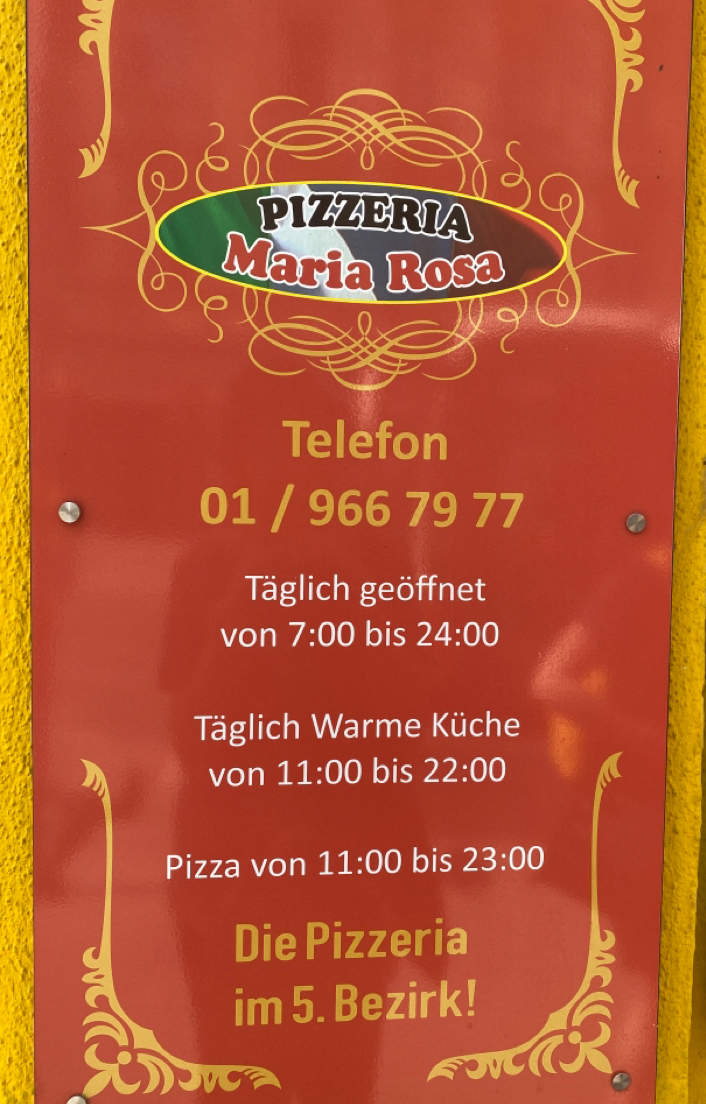 PIZZERIA
Maria Rosa
Telefon
01 / 966 79 77
Täglich geöffnet
von 7:00 bis 24:00
Täglich Warme Küche
von 11:00 bis 22:00
Pizza von 11:00 bis 23:00
Die Pizzeria
im 5. Bezirk!